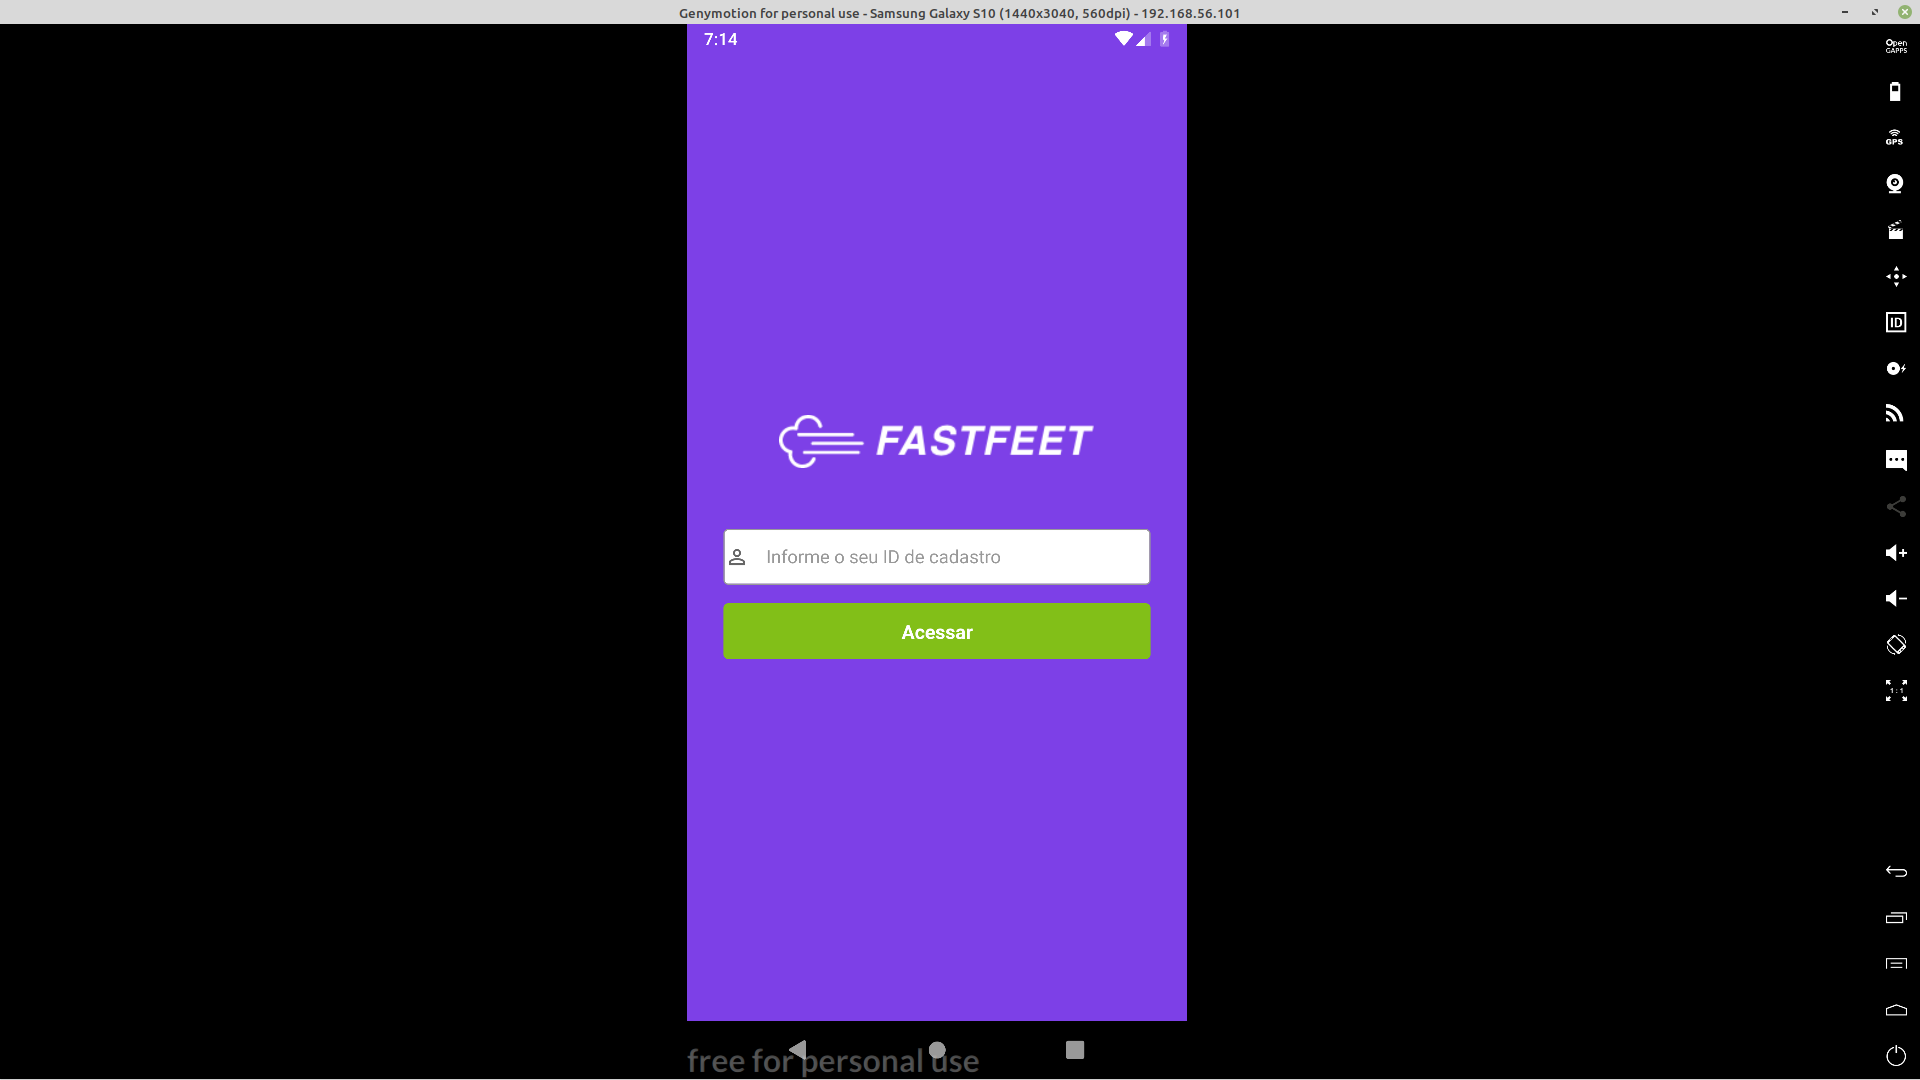 Genymotion for personal use - Samsung Galaxy S10 (1440x3040, 560dpi) - 192.168.56.101
7:14
Open
GAPPS
GPS
ID
FASTFEET
Informe o seu ID de cadastro
Acessar
1:1
free for personal use